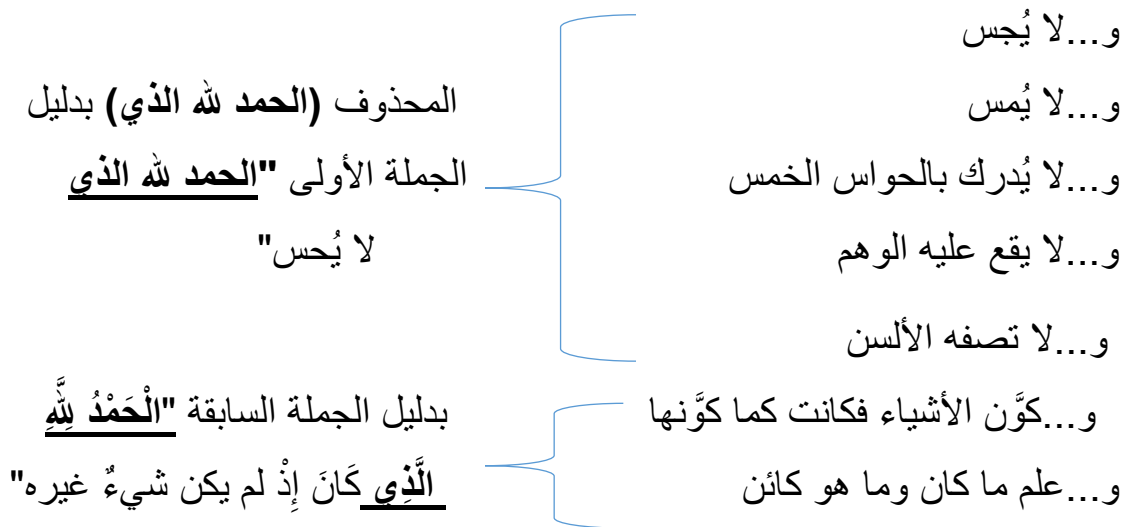 و...لا يُجس
و...لا يُمس
و...لا يُدرك بالحواس الخمس
و...لا يقع عليه الوهم
و...لا تصفه الألسن
المحذوف (الحمد لله الذي) بدليل
الجملة الأولى "الحمد لله الذي
لا يُحس"
و...كوَّن الأشياء فكانت كما كوَّنها
و...علم ما كان وما هو كائن
بدليل الجملة السابقة "الْحَمْدُ لِلَّهِ
الَّذِي كَانَ إِذْ لم يكن شيءٌ غيره"